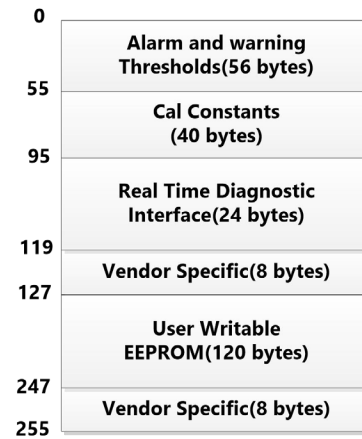 0
Alarm and warning
Thresholds(56 bytes)
55
Cal Constants
(40 bytes)
95
Real Time Diagnostic
Interface(24 bytes)
119
Vendor Specific(8 bytes)
127
User Writable
EEPROM(120 bytes)
247
Vendor Specific(8 bytes)
255